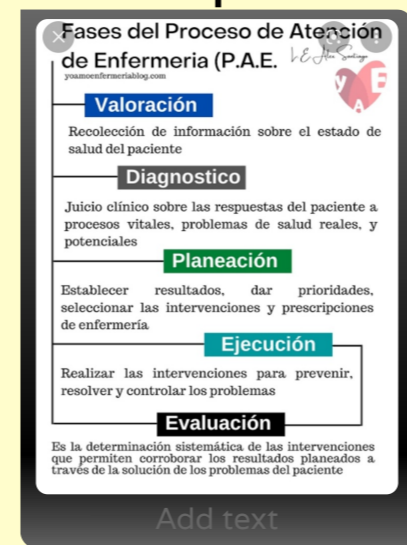 Fases del Proceso de Atención
de Enfermeria (P.A.E.
yoamoenfermeriablog.com
L.E. Alex Santiago
Y E
A
Valoración
Recolección de información sobre el estado de
salud del paciente
Diagnostico
Juicio clínico sobre las respuestas del paciente a
procesos vitales, problemas de salud reales, y
potenciales
Planeación
Establecer resultados, dar prioridades,
seleccionar las intervenciones y prescripciones
de enfermería
Ejecución
Realizar las intervenciones para prevenir,
resolver y controlar los problemas
Evaluación
Es la determinación sistemática de las intervenciones
que permiten corroborar los resultados planeados a
través de la solución de los problemas del paciente
Add text